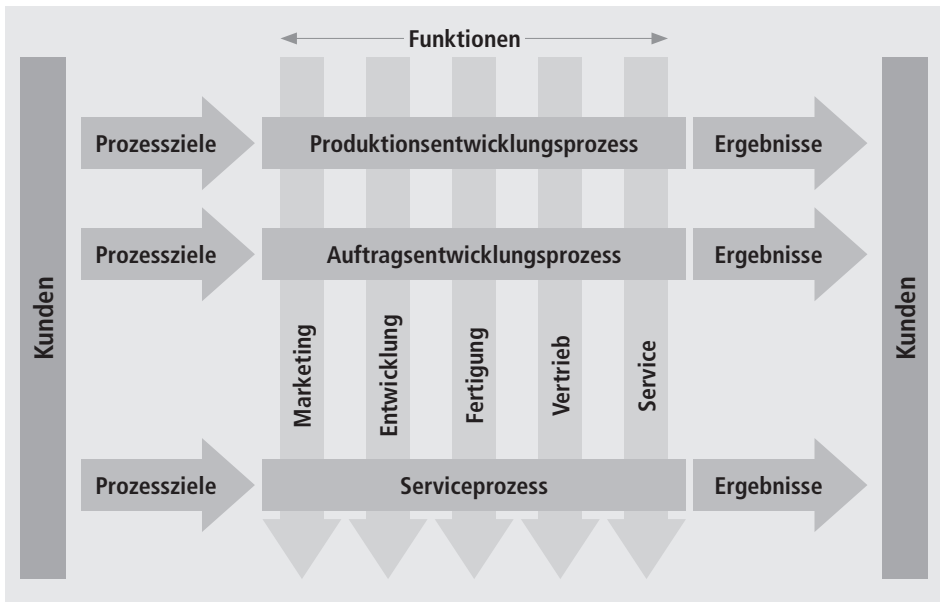 Funktionen
Kunden
Prozessziele
Produktionsentwicklungsprozess
Ergebnisse
Prozessziele
Auftragsentwicklungsprozess
Ergebnisse
Marketing
Entwicklung
Fertigung
Vertrieb
Service
Prozessziele
Serviceprozess
Ergebnisse
Kunden